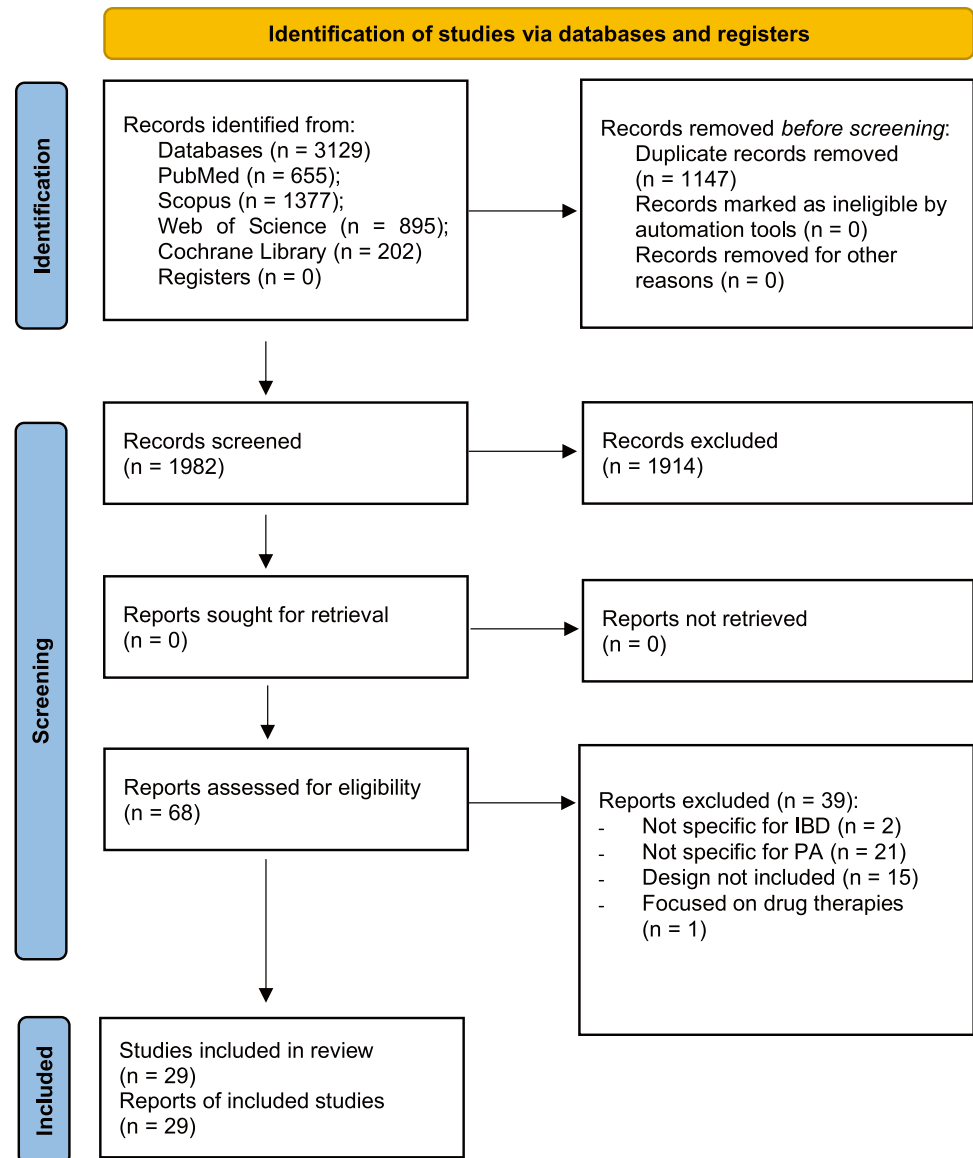 Identification of studies via databases and registers
Identification
Records identified from:
Databases (n = 3129)
PubMed (n = 655);
Scopus (n = 1377);
Web of Science (n = 895);
Cochrane Library (n = 202)
Registers (n = 0)
Records removed before screening:
Duplicate records removed
(n = 1147)
Records marked as ineligible by
automation tools (n = 0)
Records removed for other
reasons (n = 0)
Screening
Records screened
(n = 1982)
Records excluded
(n = 1914)
Reports sought for retrieval
(n = 0)
Reports not retrieved
(n = 0)
Reports assessed for eligibility
(n = 68)
Reports excluded (n = 39):
- Not specific for IBD (n = 2)
- Not specific for PA (n = 21)
- Design not included (n = 15)
- Focused on drug therapies
(n = 1)
Included
Studies included in review
(n = 29)
Reports of included studies
(n = 29)